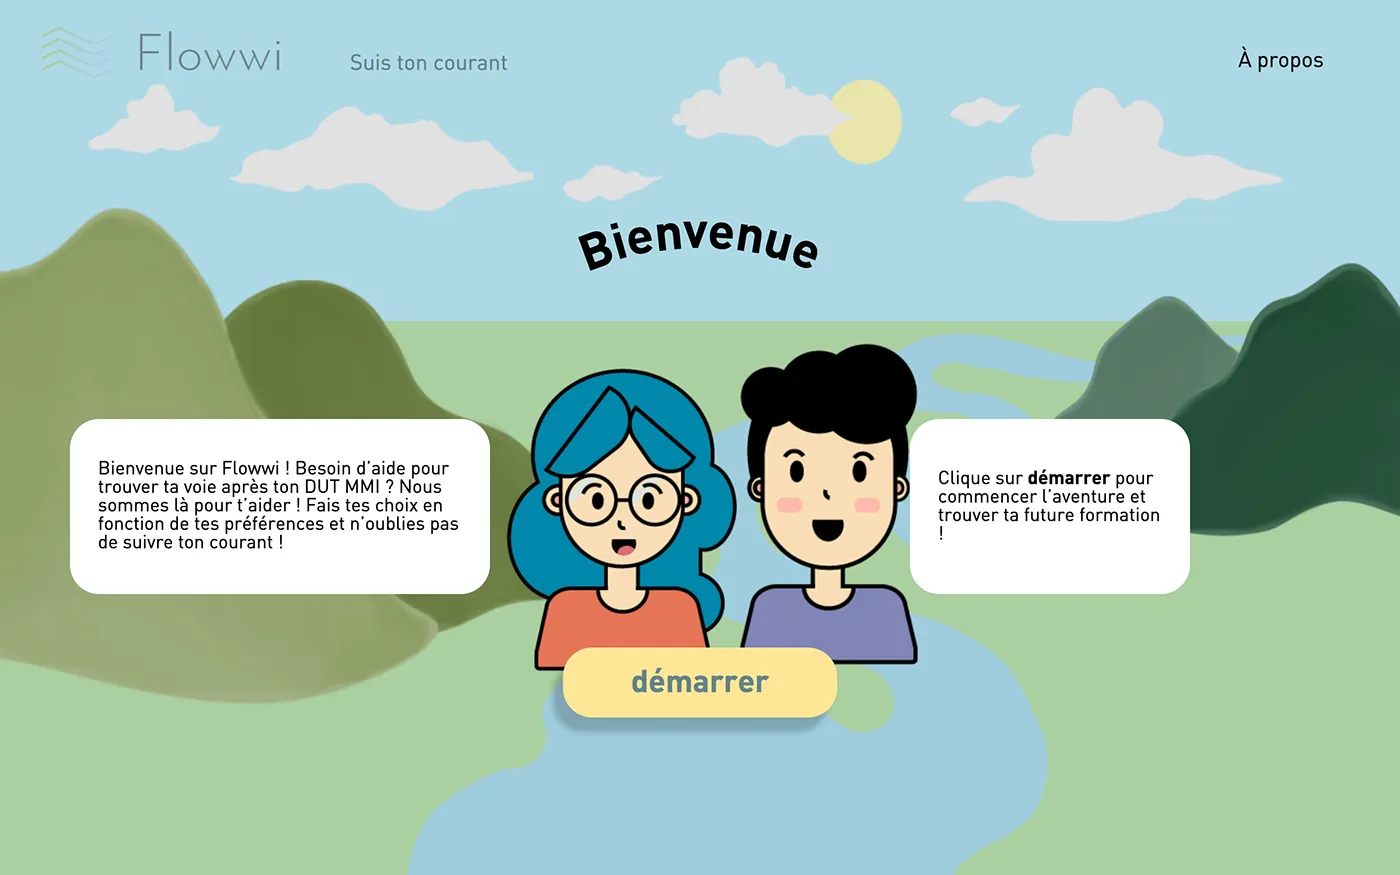 Flowwi
Suis ton courant
À propos
Bienvenue
Bienvenue sur Flowwi ! Besoin d’aide pour
trouver ta voie après ton DUT MMI ? Nous
sommes là pour t’aider ! Fais tes choix en
fonction de tes préférences et n’oublies pas
de suivre ton courant !
Clique sur démarrer pour
commencer l’aventure et
trouver ta future formation
!
démarrer